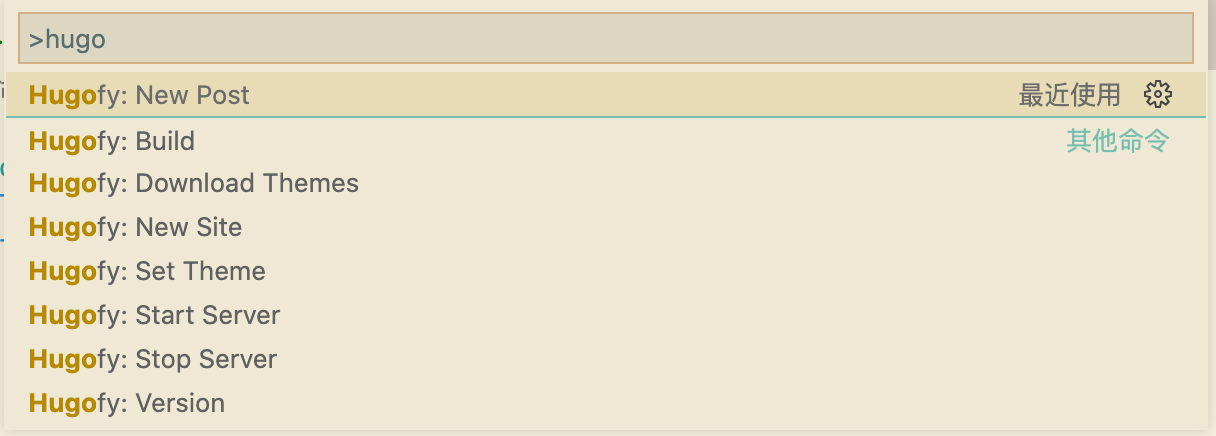 >hugo
Hugofy: New Post 最近使用
Hugofy: Build 其他命令
Hugofy: Download Themes
Hugofy: New Site
Hugofy: Set Theme
Hugofy: Start Server
Hugofy: Stop Server
Hugofy: Version